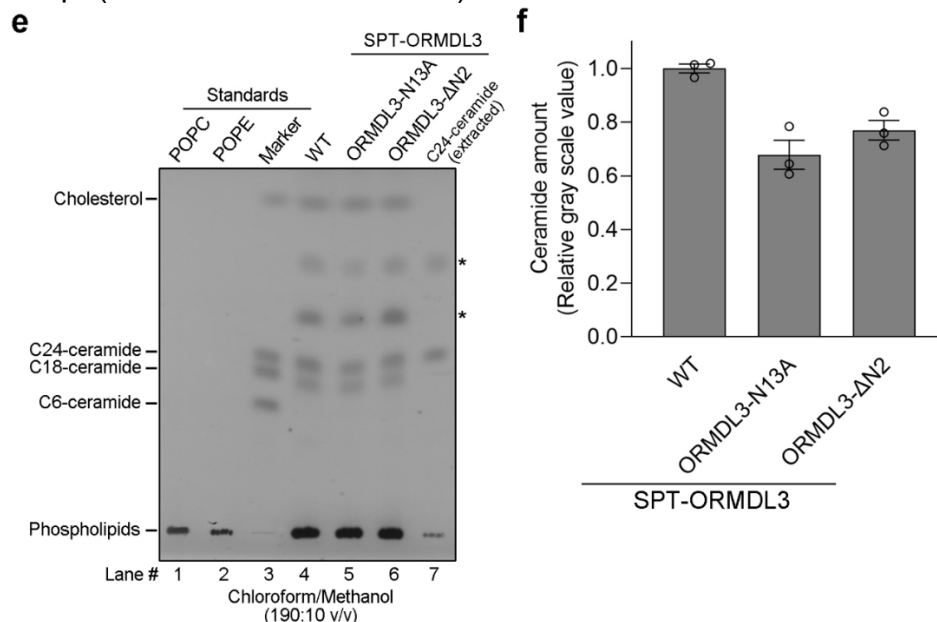 e
SPT-ORMDL3
Standards
POPC
POPE
Marker
WT
ORMDL3-N13A
ORMDL3-ΔN2
C24-ceramide
(extracted)
Cholesterol
*
*
C24-ceramide
C18-ceramide
C6-ceramide
Phospholipids
Lane # 1 2 3 4 5 6 7
Chloroform/Methanol
(190:10 v/v)
f
Ceramide amount
(Relative gray scale value)
1.0
0.8
0.6
0.4
0.2
0.0
WT
ORMDL3-N13A
ORMDL3-ΔN2
SPT-ORMDL3